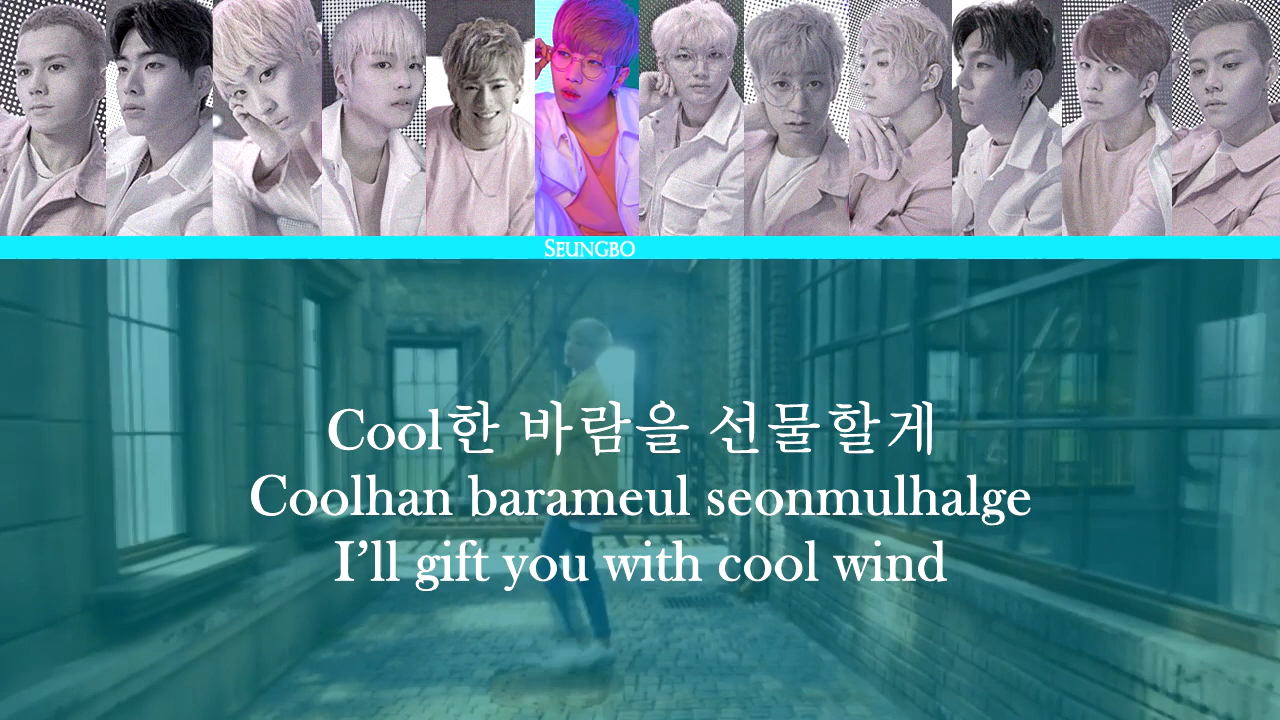 SEUNGBO
Cool한 바람을 선물할게
Coolhan barameul seonmulhalge
I’ll gift you with cool wind